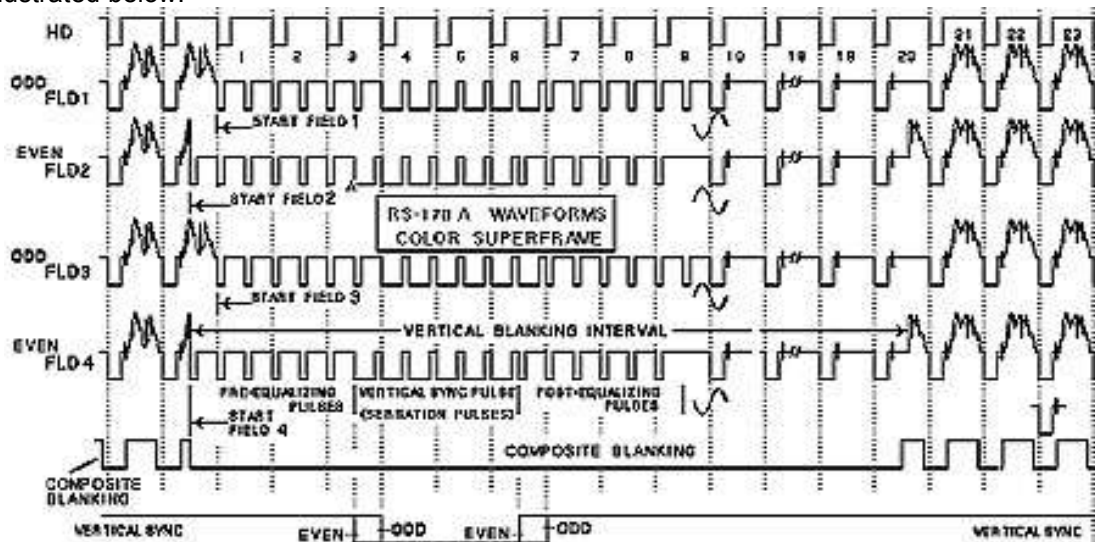 HD
1 2 3 4 5 6 7 8 9 10 19 20 21 22 23
ODD
FLD1
START FIELD 1
EVEN
FLD2
START FIELD 2
RS-170 A WAVEFORMS
COLOR SUPERFRAME
ODD
FLD3
START FIELD 3
VERTICAL BLANKING INTERVAL
EVEN
FLD4
PRE-EQUALIZING
PULSES
VERTICAL SYNC PULSE
(SERRATION PULSES)
POST-EQUALIZING
PULSES
START
FIELD 4
COMPOSITE BLANKING
COMPOSITE
BLANKING
VERTICAL SYNC
EVEN
ODD
EVEN
ODD
VERTICAL SYNC